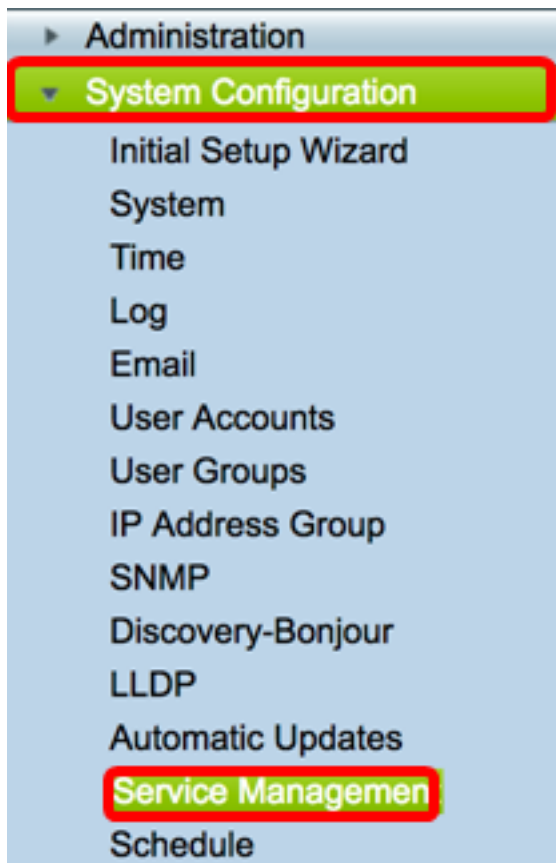 Administration
System Configuration
Initial Setup Wizard
System
Time
Log
Email
User Accounts
User Groups
IP Address Group
SNMP
Discovery-Bonjour
LLDP
Automatic Updates
Service Management
Schedule